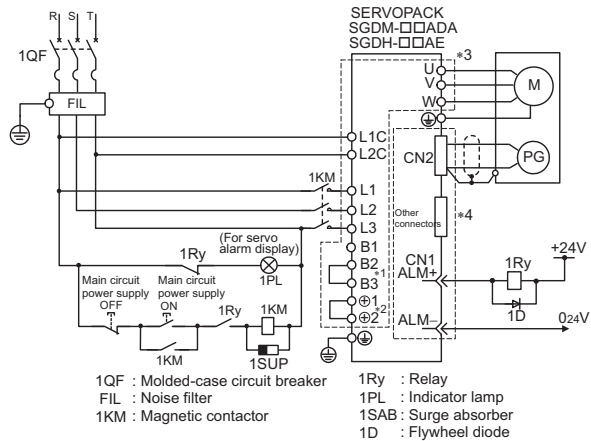 R S T
1QF
FIL
SERVOPACK
SGDM-□□ADA
SGDH-□□AE
*3
U
V
W
M
L1C
L2C
CN2
PG
1KM
L1
L2
L3
Other
connectors
*4
(For servo
alarm display)
1Ry
1PL
B1
B2
*1
B3
CN1
ALM+
1Ry
+24V
1D
Main circuit
power supply
OFF
Main circuit
power supply
ON
1Ry
1KM
1KM
1SUP
⊕1
*2
⊕2
ALM−
024V
1QF : Molded-case circuit breaker
FIL : Noise filter
1KM : Magnetic contactor
1Ry : Relay
1PL : Indicator lamp
1SAB : Surge absorber
1D : Flywheel diode